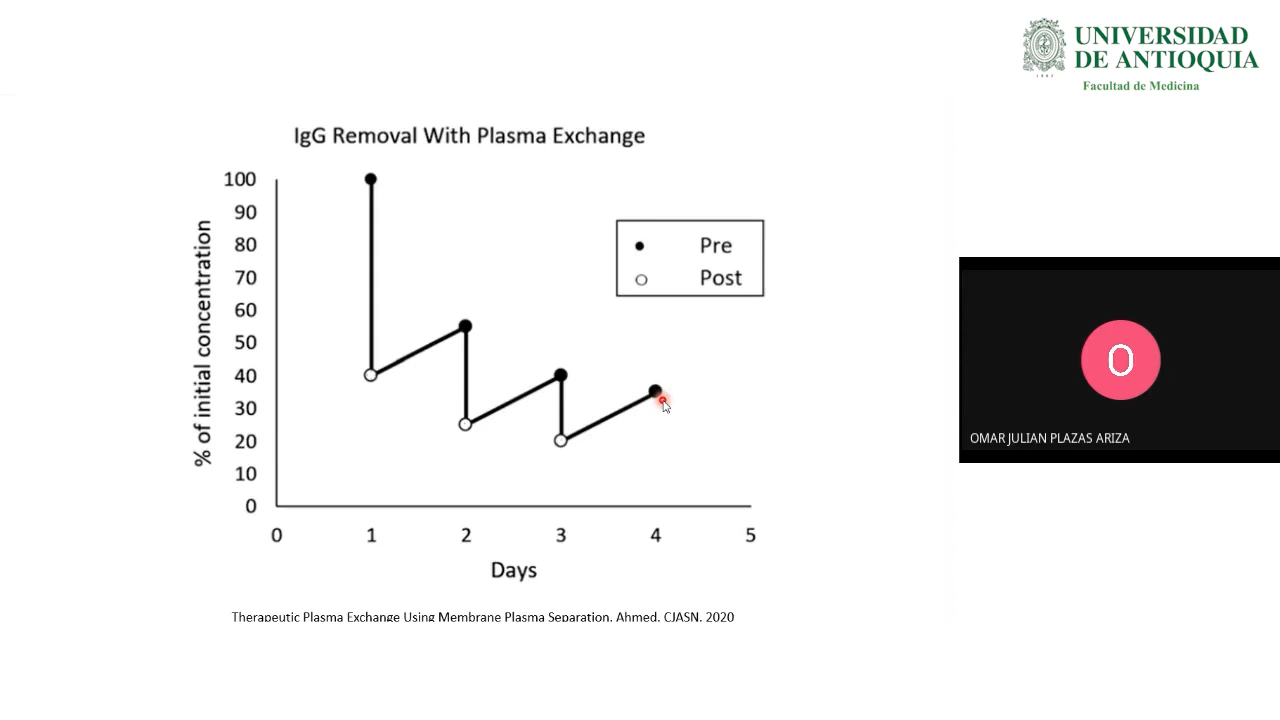 UNIVERSIDAD
DE ANTIOQUIA
1803
Facultad de Medicina
IgG Removal With Plasma Exchange
% of initial concentration
100
90
80
70
60
50
40
30
20
10
0
Pre
Post
0 1 2 3 4 5
Days
Therapeutic Plasma Exchange Using Membrane Plasma Separation. Ahmed. CJASN. 2020
O
OMAR JULIAN PLAZAS ARIZA